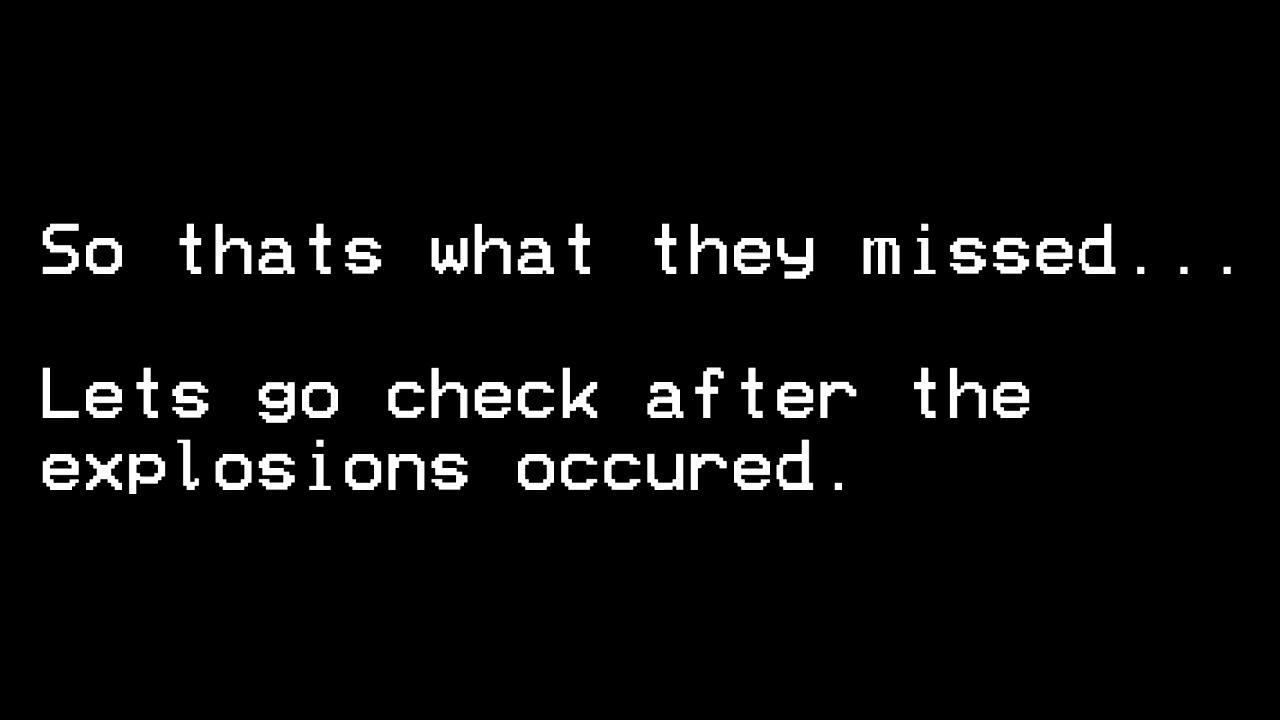 So thats what they missed...
Lets go check after the
explosions occured.